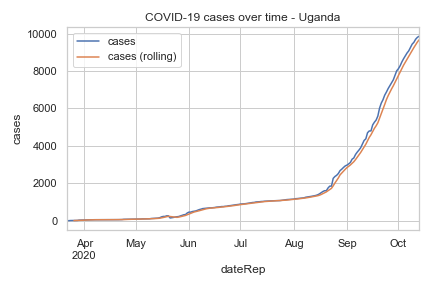 COVID-19 cases over time - Uganda
cases
cases (rolling)
10000
8000
6000
4000
2000
0
cases
Apr May Jun Jul Aug Sep Oct
2020
dateRep